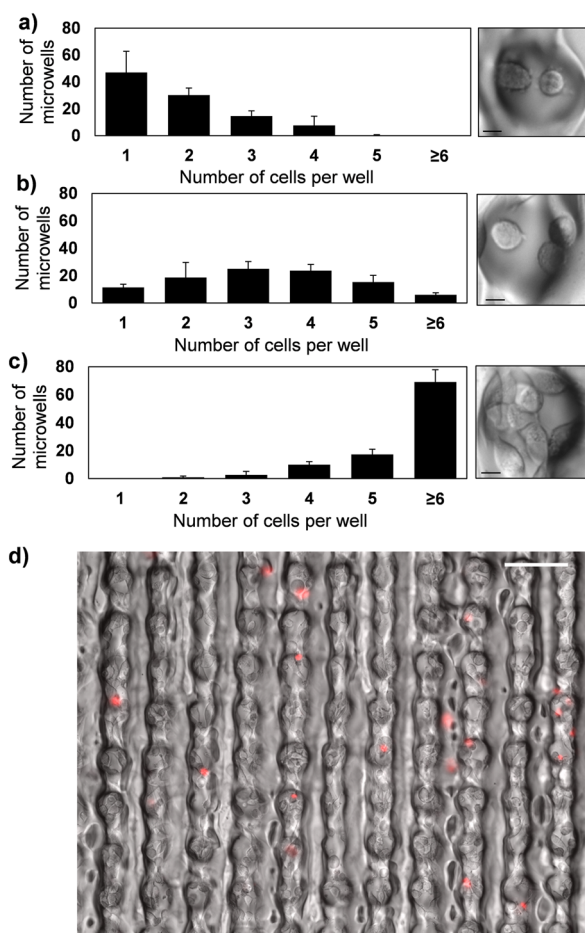 a)
Number of
microwells
80
60
40
20
0
1 2 3 4 5 ≥6
Number of cells per well
b)
Number of
microwells
80
60
40
20
0
1 2 3 4 5 ≥6
Number of cells per well
c)
Number of
microwells
80
60
40
20
0
1 2 3 4 5 ≥6
Number of cells per well
d)